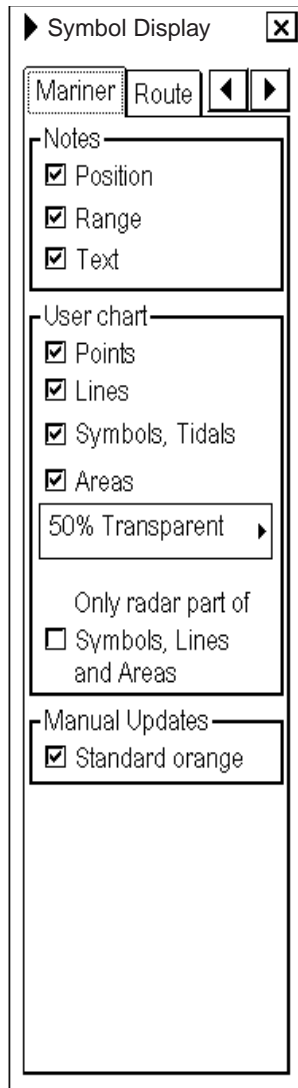 Symbol Display
Mariner
Route
Notes
Position
Range
Text
User chart
Points
Lines
Symbols, Tidals
Areas
50% Transparent
Only radar part of
Symbols, Lines
and Areas
Manual Updates
Standard orange